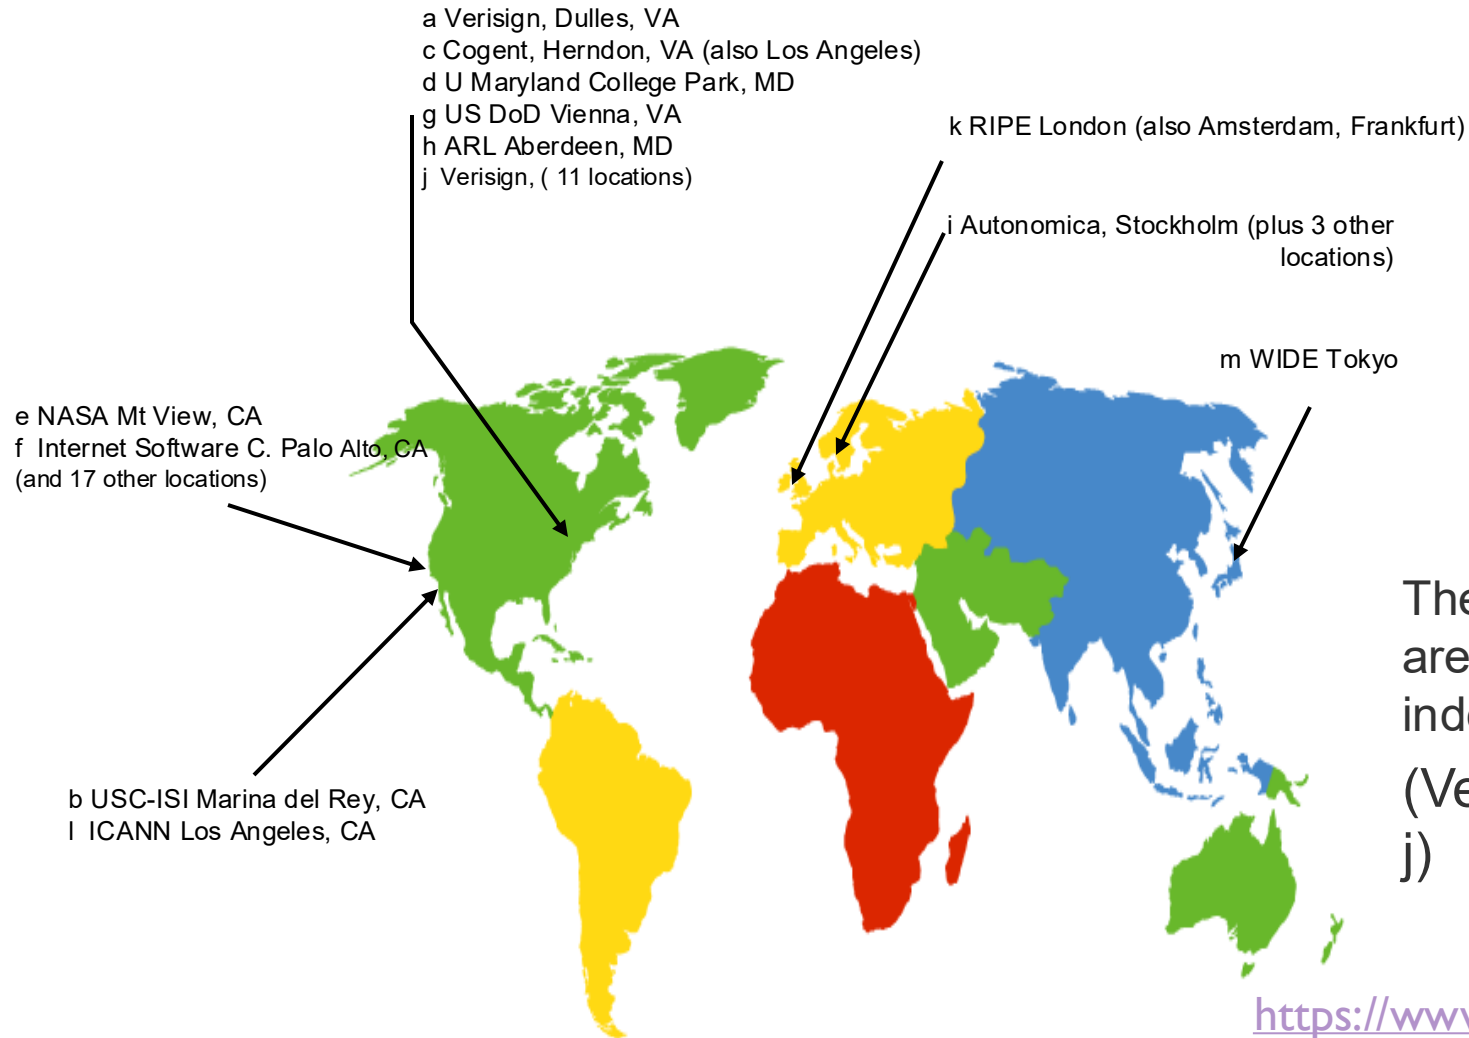 a Verisign, Dulles, VA
c Cogent, Herndon, VA (also Los Angeles)
d U Maryland College Park, MD
g US DoD Vienna, VA
h ARL Aberdeen, MD
j Verisign, ( 11 locations)
k RIPE London (also Amsterdam, Frankfurt)
i Autonomica, Stockholm (plus 3 other
locations)
m WIDE Tokyo
e NASA Mt View, CA
f Internet Software C. Palo Alto, CA
(and 17 other locations)
b USC-ISI Marina del Rey, CA
l ICANN Los Angeles, CA
are
j)